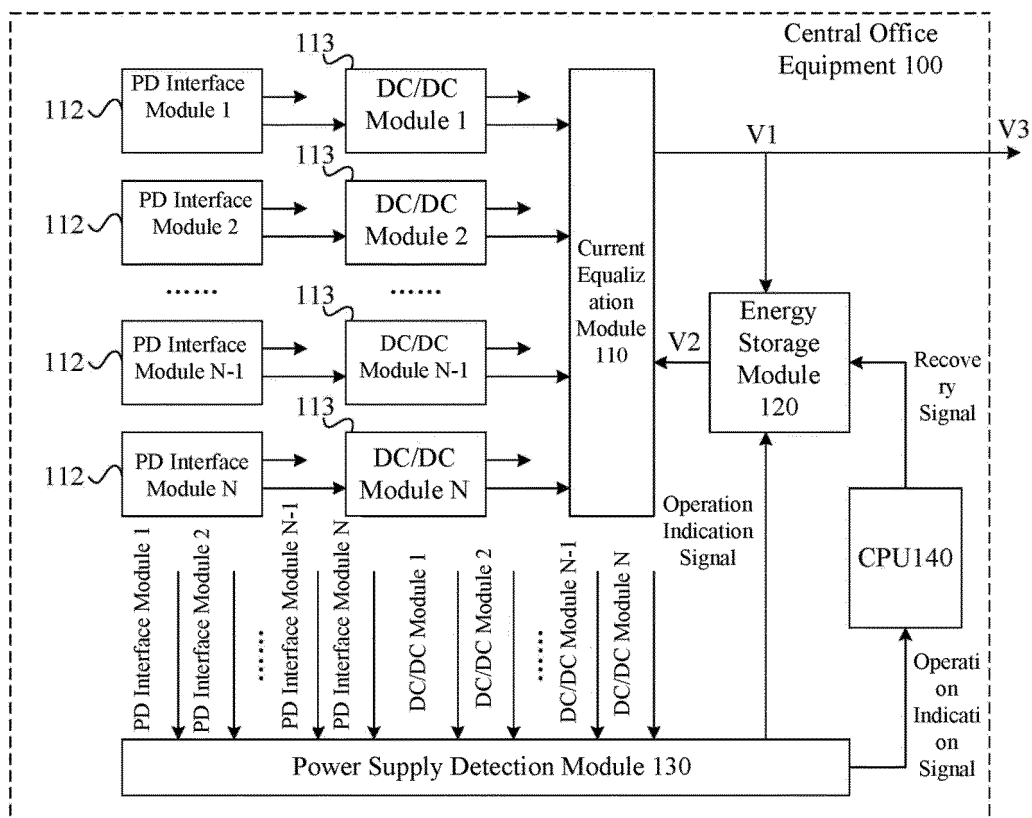 Central Office
Equipment 100
113
PD Interface
Module 1
112
DC/DC
Module 1
V1
V3
113
PD Interface
Module 2
112
DC/DC
Module 2
......
......
Current
Equaliz
ation
Module
110
113
PD Interface
Module N-1
112
DC/DC
Module N-1
V2
Energy
Storage
Module
120
Recove
ry
Signal
113
PD Interface
Module N
112
DC/DC
Module N
Operation
Indication
Signal
CPU140
PD Interface Module 1
PD Interface Module 2
......
PD Interface Module N-1
PD Interface Module N
DC/DC Module 1
DC/DC Module 2
......
DC/DC Module N-1
DC/DC Module N
Operati
on
Indicati
on
Signal
Power Supply Detection Module 130